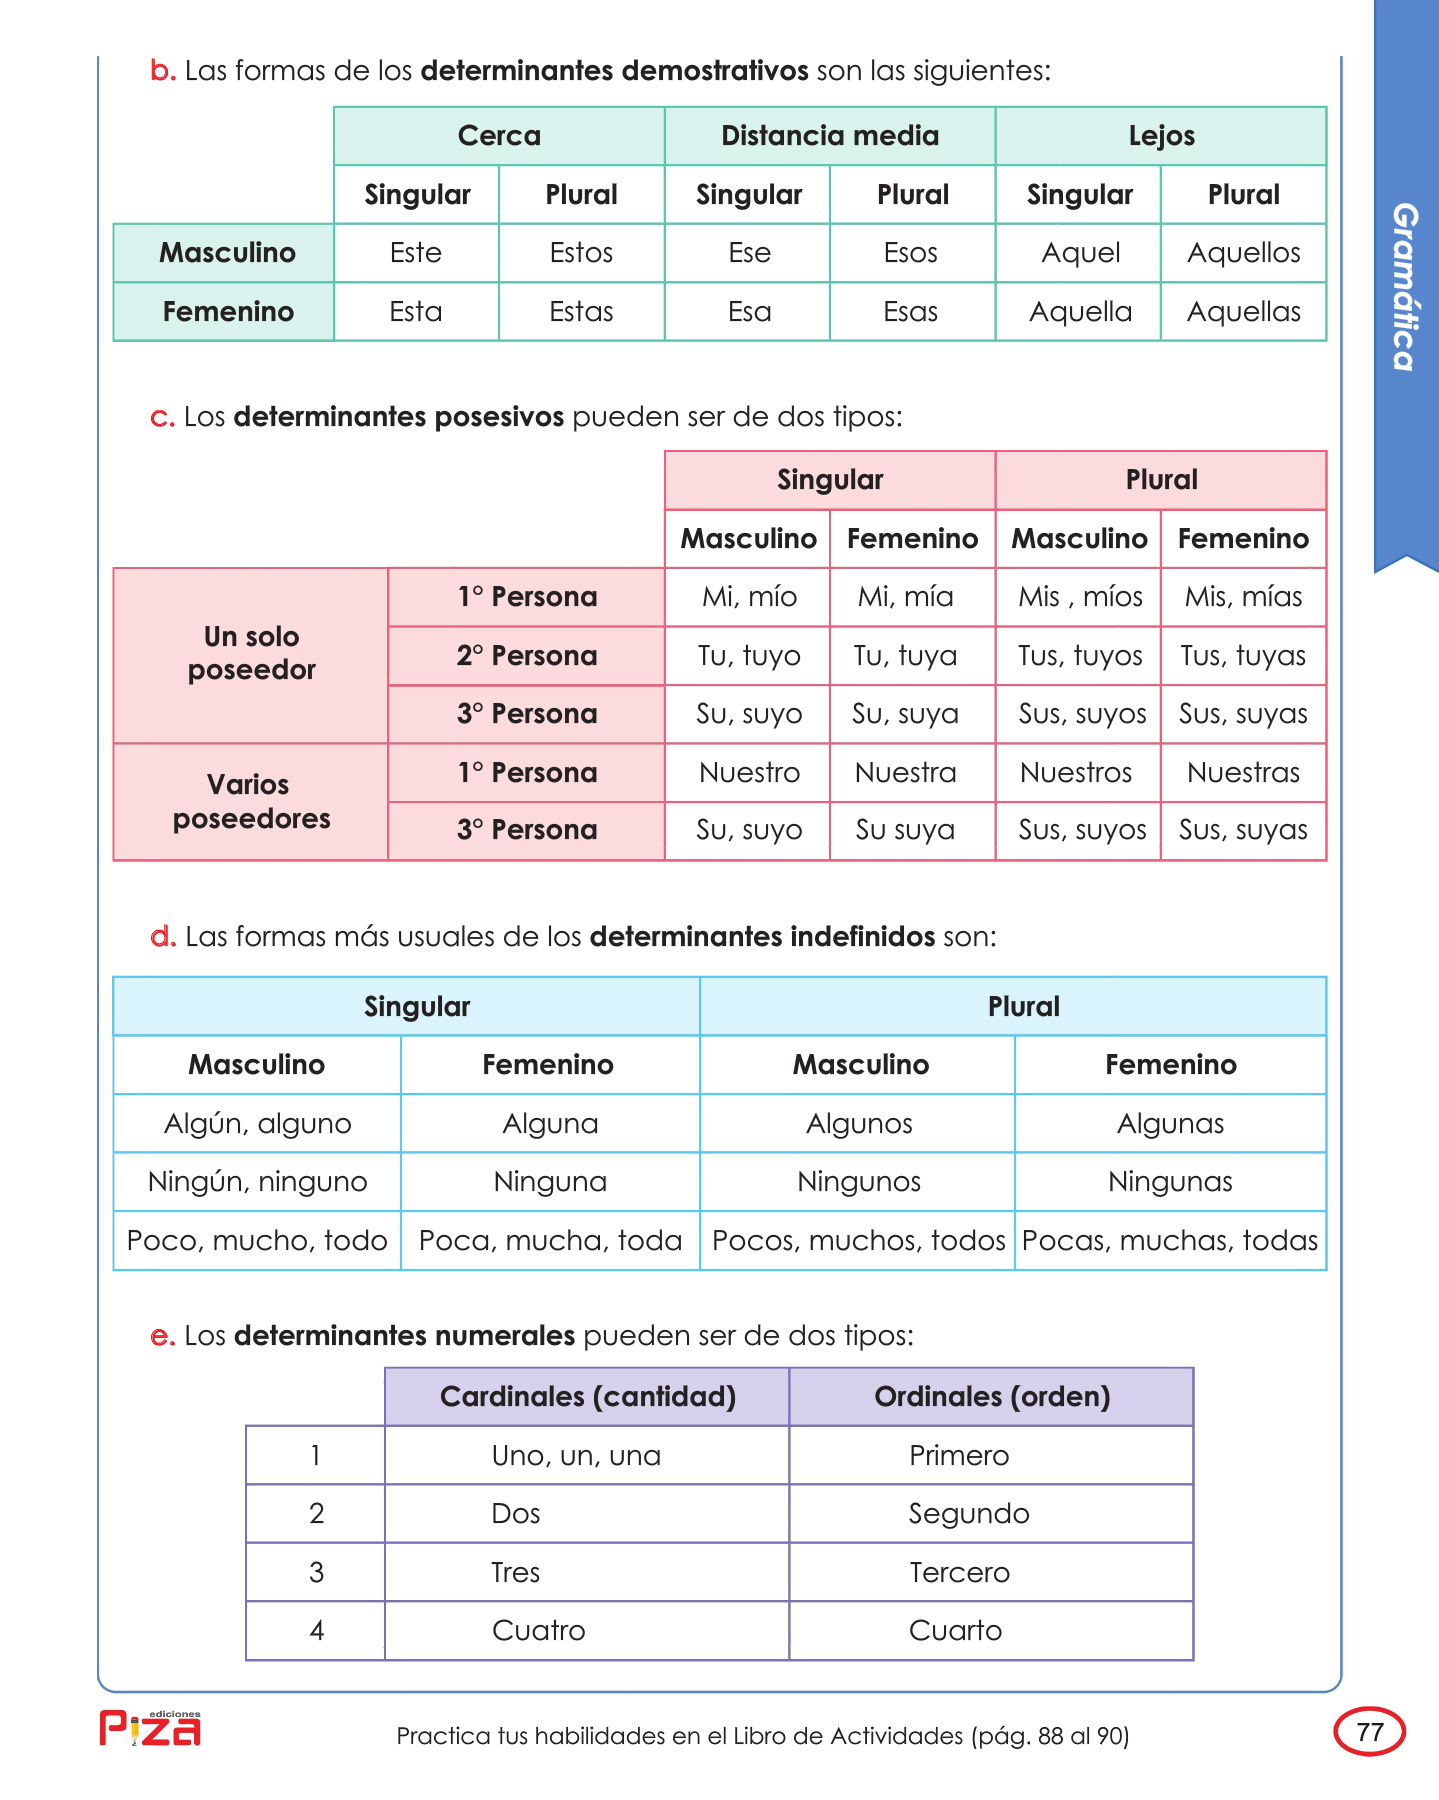 b. Las formas de los determinantes demostrativos son las siguientes:
Cerca Distancia media Lejos
Singular Plural Singular Plural Singular Plural
Masculino Este Estos Ese Esos Aquel Aquellos
Femenino Esta Estas Esa Esas Aquella Aquellas
Gramática
c. Los determinantes posesivos pueden ser de dos tipos:
Singular Plural
Masculino Femenino Masculino Femenino
Un solo
poseedor
1° Persona Mi, mío Mi, mía Mis , míos Mis, mías
2° Persona Tu, tuyo Tu, tuya Tus, tuyos Tus, tuyas
3° Persona Su, suyo Su, suya Sus, suyos Sus, suyas
Varios
poseedores
1° Persona Nuestro Nuestra Nuestros Nuestras
3° Persona Su, suyo Su suya Sus, suyos Sus, suyas
d. Las formas más usuales de los determinantes indefinidos son:
Singular Plural
Masculino Femenino Masculino Femenino
Algún, alguno Alguna Algunos Algunas
Ningún, ninguno Ninguna Ningunos Ningunas
Poco, mucho, todo Poca, mucha, toda Pocos, muchos, todos Pocas, muchas, todas
e. Los determinantes numerales pueden ser de dos tipos:
Cardinales (cantidad) Ordinales (orden)
1 Uno, un, una Primero
2 Dos Segundo
3 Tres Tercero
4 Cuatro Cuarto
ediciones
Piza
Practica tus habilidades en el Libro de Actividades (pág. 88 al 90)
77